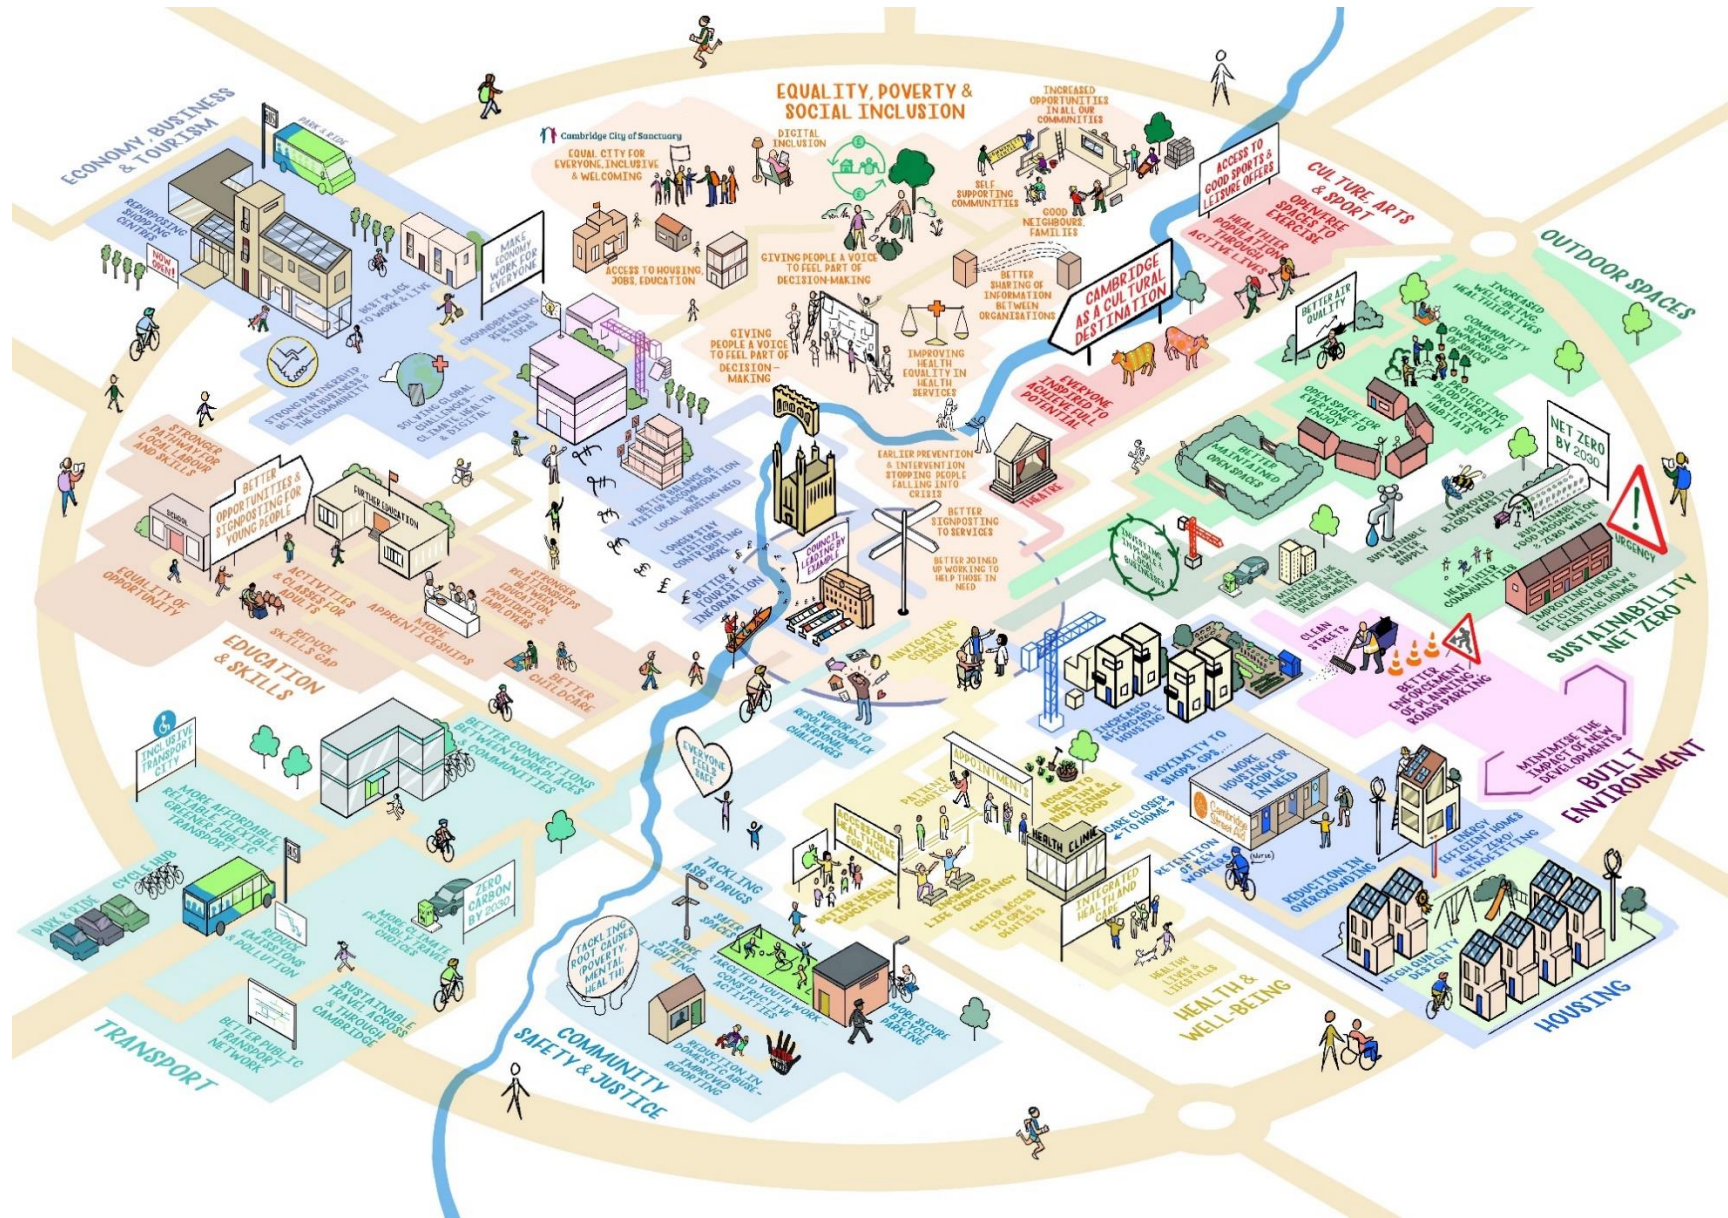 ECONOMY, BUSINESS
& TOURISM
PARK & RIDE
REPURPOSING
SHOPPING
CENTRES
NOW
OPEN!
MAKE
ECONOMY
WORK FOR
EVERYONE
BEST PLACE
TO WORK & LIVE
GROUNDBREAKING
RESEARCH
& IDEAS
STRONG PARTNERSHIP
BETWEEN BUSINESS &
THE COMMUNITY
SOLVING GLOBAL
CHALLENGES -
CLIMATE, HEALTH
& DIGITAL
BETTER BALANCE OF
VISITOR ACCOMMODATION
VS
LOCAL HOUSING NEED
LONGER STAY
VISITORS
CONTRIBUTING
MORE
BETTER
TOURIST
INFORMATION
EQUALITY, POVERTY &
SOCIAL INCLUSION
Cambridge City of Sanctuary
EQUAL CITY FOR
EVERYONE, INCLUSIVE
& WELCOMING
DIGITAL
INCLUSION
INCREASED
OPPORTUNITIES
IN ALL OUR
COMMUNITIES
SELF
SUPPORTING
COMMUNITIES
GOOD
NEIGHBOURS,
FAMILIES
ACCESS TO HOUSING,
JOBS, EDUCATION
GIVING PEOPLE A VOICE
TO FEEL PART OF
DECISION-MAKING
BETTER
SHARING OF
INFORMATION
BETWEEN
ORGANISATIONS
GIVING
PEOPLE A VOICE
TO FEEL PART OF
DECISION-
MAKING
IMPROVING
HEALTH
EQUALITY IN
HEALTH
SERVICES
EARLIER PREVENTION
& INTERVENTION
STOPPING PEOPLE
FALLING INTO
CRISIS
BETTER
SIGNPOSTING
TO SERVICES
BETTER JOINED
UP WORKING TO
HELP THOSE IN
NEED
COUNCIL
LEADING BY
EXAMPLE
NAVIGATING
COMPLEX
ISSUES
SUPPORT TO
RESOLVE COMPLEX
PERSONAL
CHALLENGES
CULTURE, ARTS
& SPORT
ACCESS TO
GOOD SPORTS &
LEISURE OFFERS
OPEN/FREE
SPACES TO
EXERCISE
HEALTHIER
POPULATION
THROUGH
ACTIVE LIVES
CAMBRIDGE
AS A CULTURAL
DESTINATION
EVERYONE
INSPIRED TO
ACHIEVE FULL
POTENTIAL
THEATRE
OUTDOOR SPACES
BETTER AIR
QUALITY
INCREASED
WELL-BEING,
HEALTHIER LIVES
COMMUNITY
SENSE OF
OWNERSHIP
OF SPACE
PROTECTING
BIODIVERSITY
PROTECTING
HABITATS
OPEN SPACE FOR
EVERYONE TO
ENJOY
BETTER
MAINTAINED
OPEN SPACES
NET ZERO
BY 2030
URGENCY
INVESTING
IN PEOPLE &
LOCAL
BUSINESSES
SUSTAINABLE
WATER
SUPPLY
IMPROVED
BIODIVERSITY
SUSTAINABLE
FOOD PRODUCTION
& ZERO WASTE
MINIMISE
ENVIRONMENTAL
IMPACT OF NEW
DEVELOPMENTS
HEALTHIER
COMMUNITIES
IMPROVING ENERGY
EFFICIENCY OF NEW &
EXISTING HOMES
SUSTAINABILITY
NET ZERO
CLEAN
STREETS
BETTER
ENFORCEMENT
OF PLANNING,
ROADS PARKING
MINIMISE THE
IMPACT OF NEW
DEVELOPMENTS
BUILT
ENVIRONMENT
STRONGER
PATHWAY FOR
LOCAL LABOUR
AND SKILLS
BETTER
OPPORTUNITIES &
SIGNPOSTING FOR
YOUNG PEOPLE
SCHOOL
FURTHER EDUCATION
EQUALITY OF
OPPORTUNITY
ACTIVITIES
& CLASSES FOR
ADULTS
REDUCE
SKILLS GAP
MORE
APPRENTICESHIPS
STRONGER
RELATIONSHIPS
EDUCATION
PROVIDERS &
EMPLOYERS
BETTER
CHILDCARE
EDUCATION
& SKILLS
INCLUSIVE
TRANSPORT
CITY
BETTER CONNECTIONS
BETWEEN WORKPLACES
& COMMUNITIES
MORE AFFORDABLE
RELIABLE, FLEXIBLE,
GREENER PUBLIC
TRANSPORT
CYCLE HUB
PARK & RIDE
BUS
REDUCE
EMISSIONS
& POLLUTION
MORE CLIMATE
FRIENDLY TRAVEL
CHOICES
ZERO
CARBON
BY 2030
SUSTAINABLE
TRAVEL ACROSS
& THROUGH
CAMBRIDGE
BETTER PUBLIC
TRANSPORT
NETWORK
TRANSPORT
EVERYONE
FEELS
SAFE
TACKLING
ASB & DRUGS
SAFER
SPACES
MORE
STREET
LIGHTING
TACKLING
ROOT CAUSES
(POVERTY,
MENTAL
HEALTH)
TARGETED YOUTH WORK -
CONSTRUCTIVE
ACTIVITIES
REDUCTION IN
DOMESTIC ABUSE-
IMPROVED
REPORTING
MORE SECURE
BICYCLE
PARKING
COMMUNITY
SAFETY & JUSTICE
APPOINTMENTS
PATIENT
CHOICE
ACCESSIBLE
HEALTHCARE
FOR ALL
BETTER HEALTH
EDUCATION
INCREASED
LIFE EXPECTANCY
ACCESS TO
HEALTHY &
SUSTAINABLE
FOOD
CARE CLOSER
TO HOME
HEALTH CLINIC
EASIER ACCESS
TO GPS &
DENTISTS
INTEGRATED
HEALTH AND
CARE
HEALTHY
LIVES &
LIFESTYLES
HEALTH &
WELL-BEING
INCREASED
AFFORDABLE
HOUSING
PROXIMITY TO
SHOPS, GPS, ...
MORE
HOUSING FOR
PEOPLE
IN NEED
Cambridge
Street Aid
RETENTION
OF KEY
WORKERS
(Nurse)
REDUCTION IN
OVERCROWDING
ENERGY
EFFICIENT HOMES
NET ZERO/
RETROFITTING
HIGH QUALITY
DESIGN
HOUSING